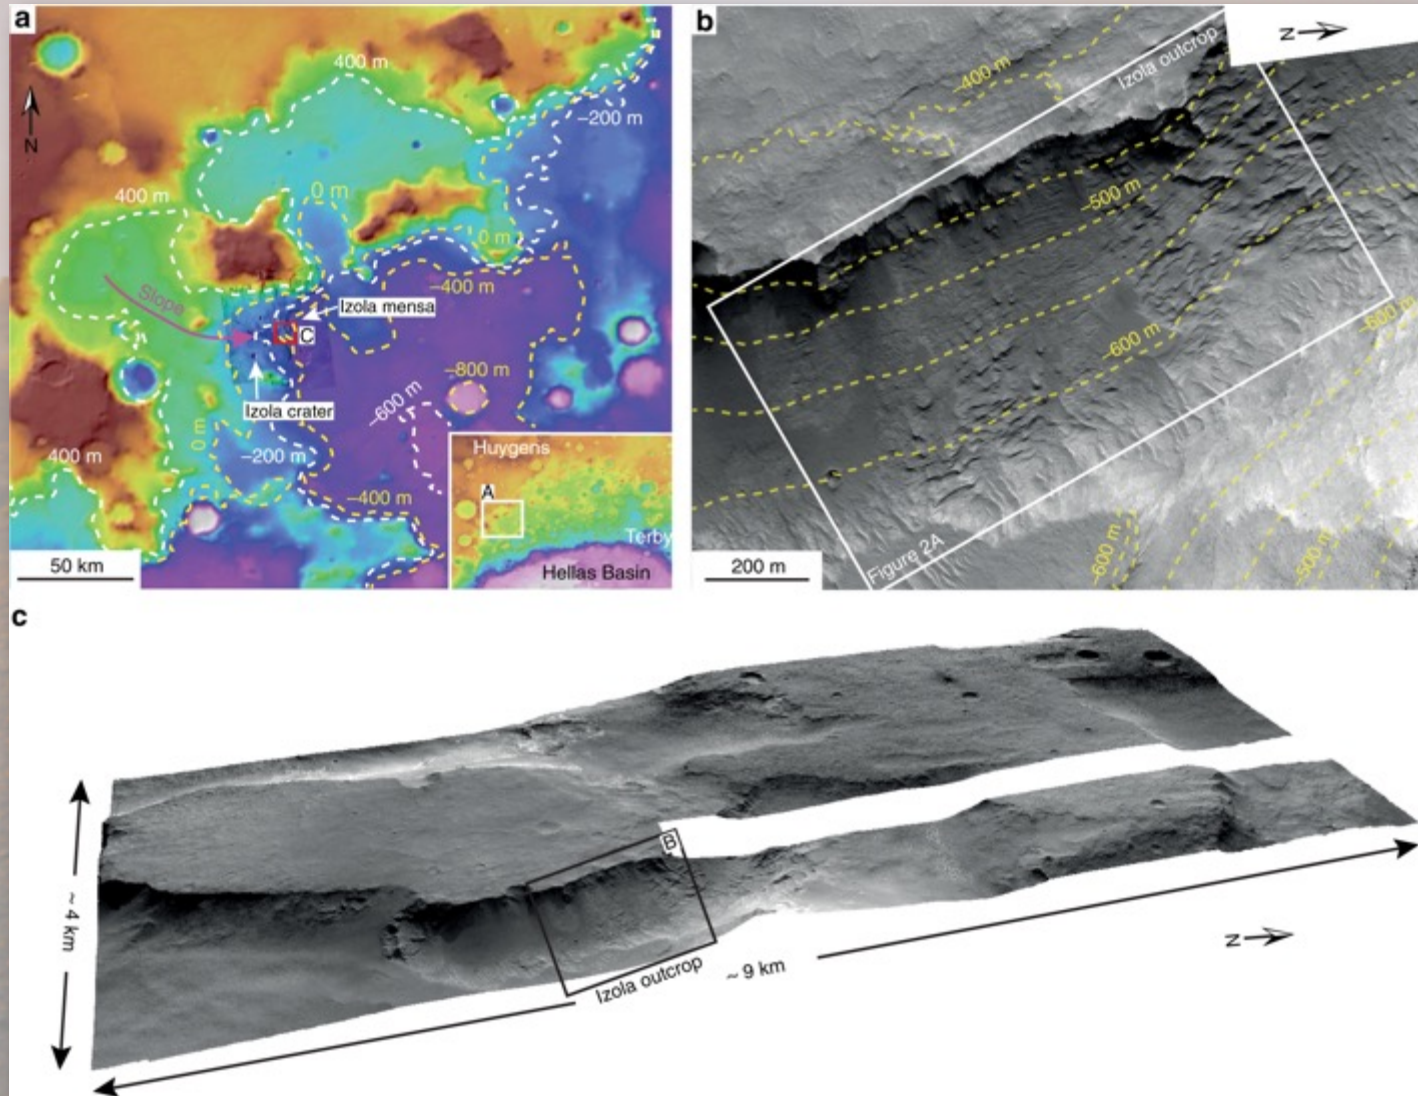 a
400 m
−200 m
N
400 m
0 m
0 m
−400 m
Slope
Izola mensa
C
−800 m
−600 m
Izola crater
0 m
400 m
−200 m
−400 m
Huygens
A
Terby
Hellas Basin
50 km
b
N
Izola outcrop
−400 m
−500 m
−600 m
−600 m
Figure 2A
−600 m
−500 m
200 m
c
B
~ 4 km
N
Izola outcrop
~ 9 km